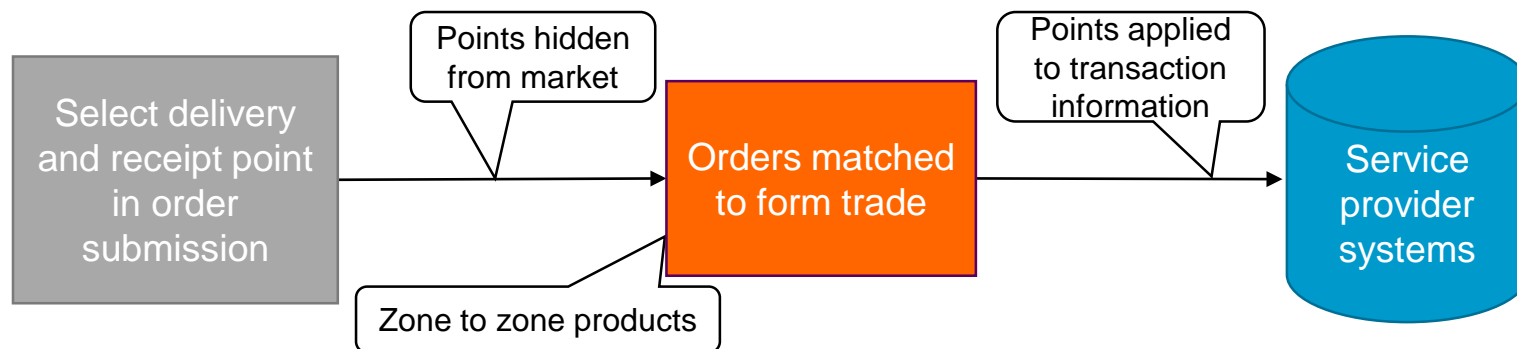 Select delivery
and receipt point
in order
submission
Points hidden
from market
Orders matched
to form trade
Zone to zone products
Points applied
to transaction
information
Service
provider
systems